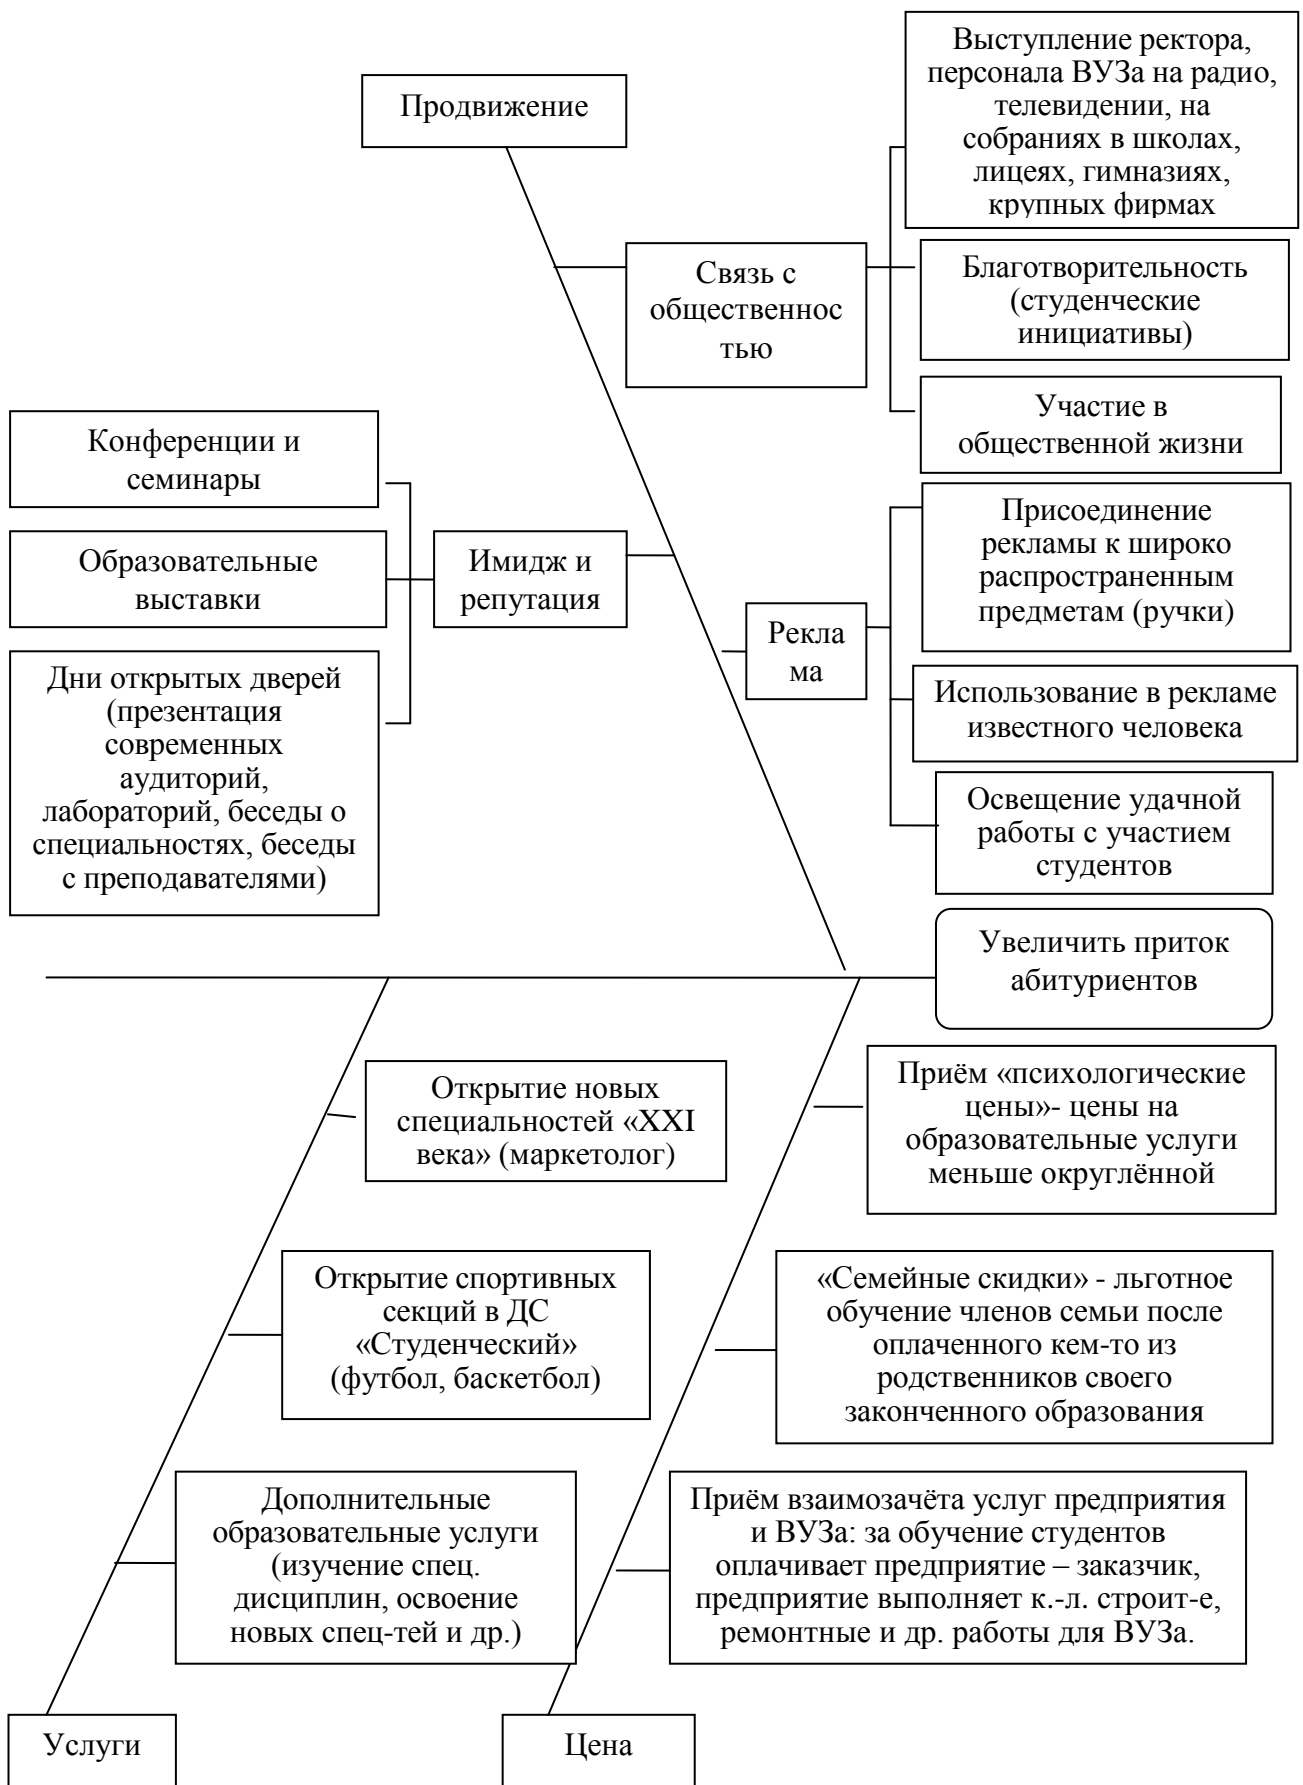 Продвижение
Выступление ректора,
персонала ВУЗа на радио,
телевидении, на
собраниях в школах,
лицеях, гимназиях,
крупных фирмах
Связь с
общественнос
тью
Благотворительность
(студенческие
инициативы)
Участие в
общественной жизни
Конференции и
семинары
Образовательные
выставки
Дни открытых дверей
(презентация
современных
аудиторий,
лабораторий, беседы о
специальностях, беседы
с преподавателями)
Имидж и
репутация
Рекла
ма
Присоединение
рекламы к широко
распространенным
предметам (ручки)
Использование в рекламе
известного человека
Освещение удачной
работы с участием
студентов
Увеличить приток
абитуриентов
Открытие новых
специальностей «XXI
века» (маркетолог)
Приём «психологические
цены»- цены на
образовательные услуги
меньше округлённой
Открытие спортивных
секций в ДС
«Студенческий»
(футбол, баскетбол)
«Семейные скидки» - льготное
обучение членов семьи после
оплаченного кем-то из
родственников своего
законченного образования
Дополнительные
образовательные услуги
(изучение спец.
дисциплин, освоение
новых спец-тей и др.)
Приём взаимозачёта услуг предприятия
и ВУЗа: за обучение студентов
оплачивает предприятие – заказчик,
предприятие выполняет к.-л. строит-е,
ремонтные и др. работы для ВУЗа.
Услуги
Цена